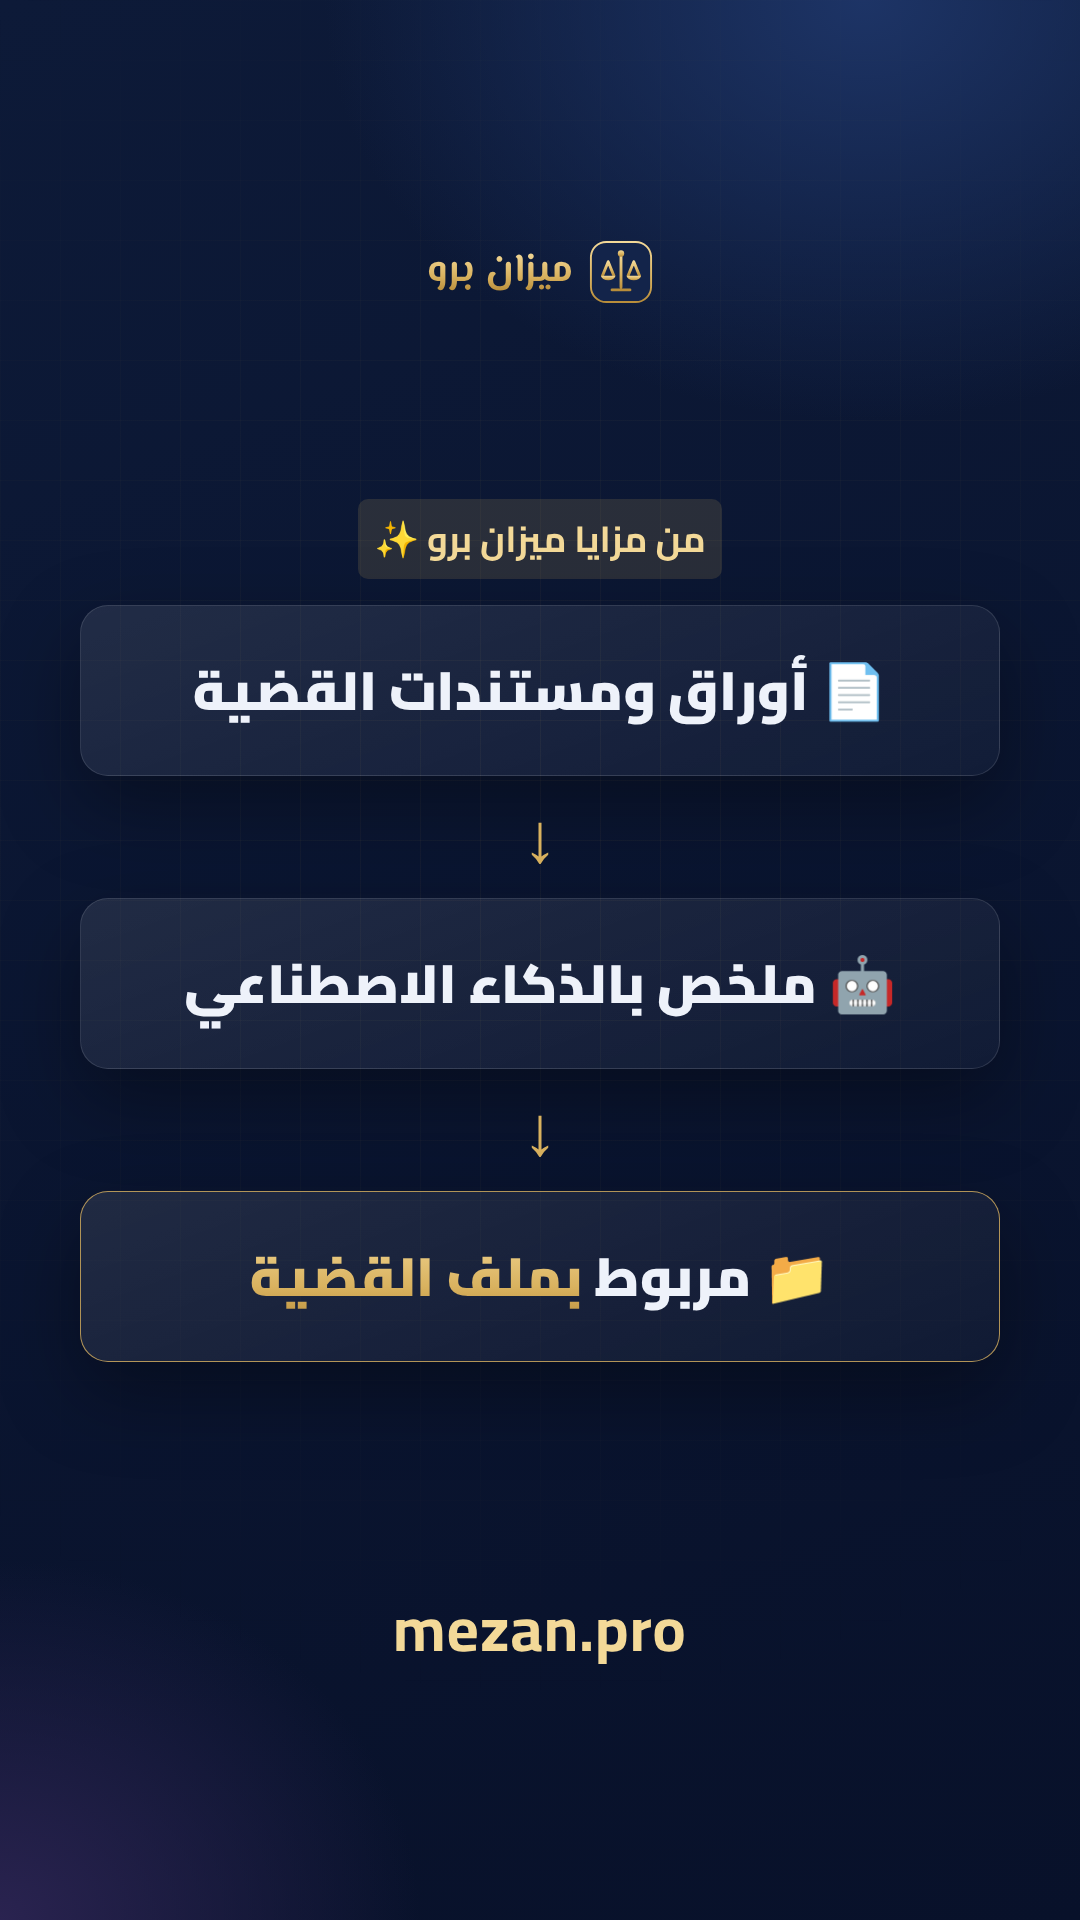 ميزان برو
من مزايا ميزان برو ✨
📄 أوراق ومستندات القضية
↓
🤖 ملخص بالذكاء الاصطناعي
↓
📁 مربوط بملف القضية
mezan.pro